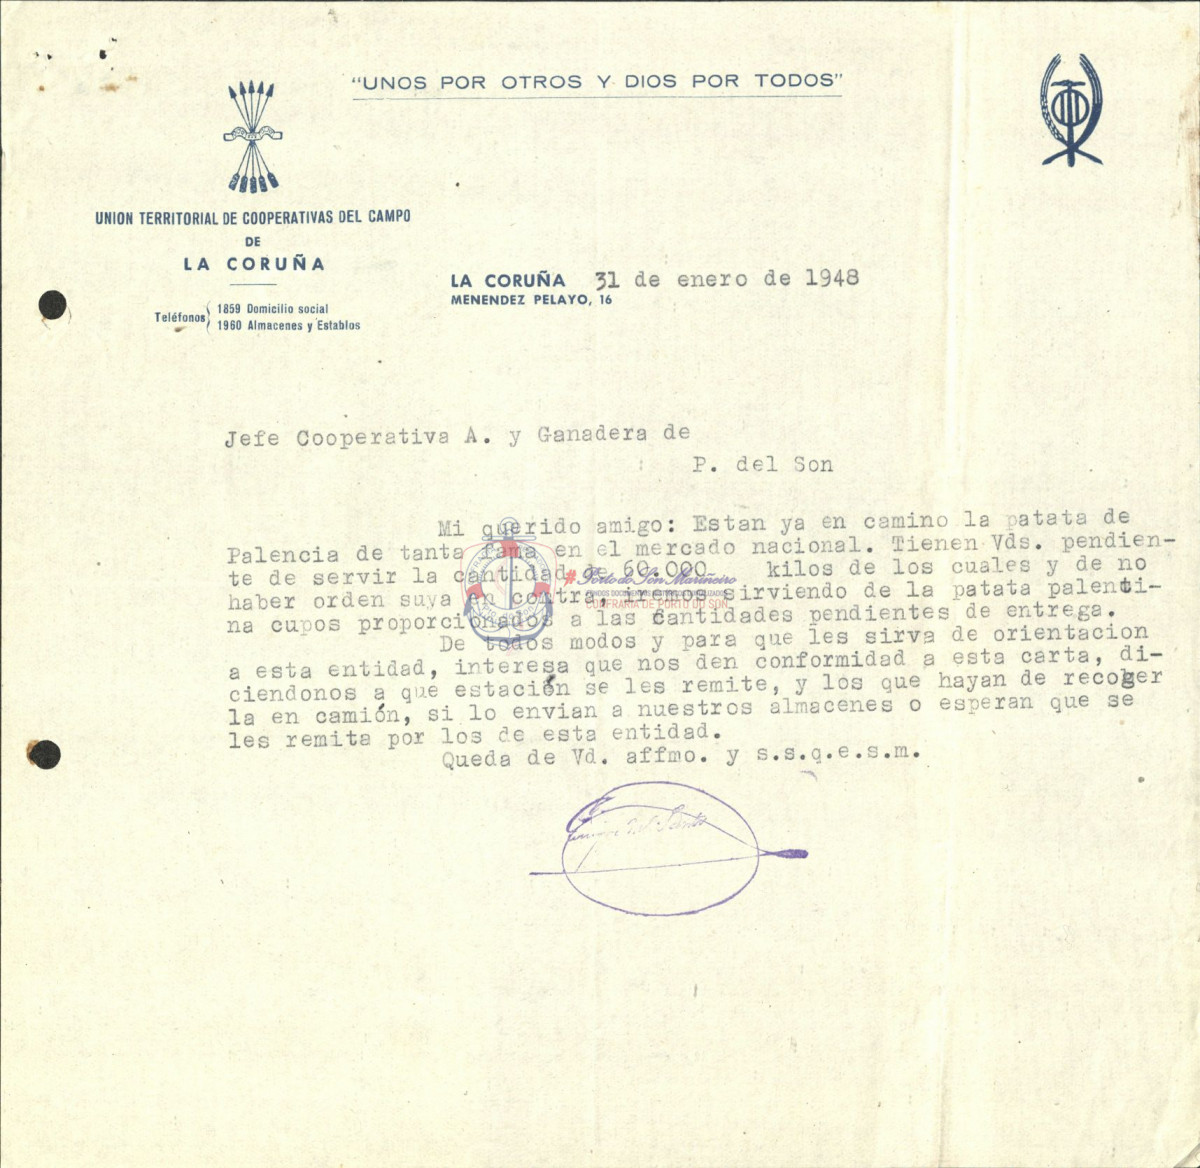 "UNOS POR OTROS Y DIOS POR TODOS"
UNION TERRITORIAL DE COOPERATIVAS DEL CAMPO
DE
LA CORUÑA
Teléfonos
1859 Domicilio social
1960 Almacenes y Establos
LA CORUÑA 31 de enero de 1948
MENENDEZ PELAYO, 16
Jefe Cooperativa A. y Ganadera de
P. del Son
Mi querido amigo: Estan ya en camino la patata de
Palencia de tanta fama en el mercado nacional. Tienen Vds. pendien-
te de servir la cantidad de 60.000 kilos de los cuales y de no
haber orden suya en contra, iremos sirviendo de la patata palenti-
na cupos proporcionados a las cantidades pendientes de entrega.
De todos modos y para que les sirva de orientacion
a esta entidad, interesa que nos den conformidad a esta carta, di-
ciendonos a que estación se les remite, y los que hayan de recoger
la en camión, si lo envian a nuestros almacenes o esperan que se
les remita por los de esta entidad.
Queda de Vd. affmo. y s.s.q.e.s.m.
#Porto do Son Mariñeiro
CONFRARIA DE PORTO DO SON